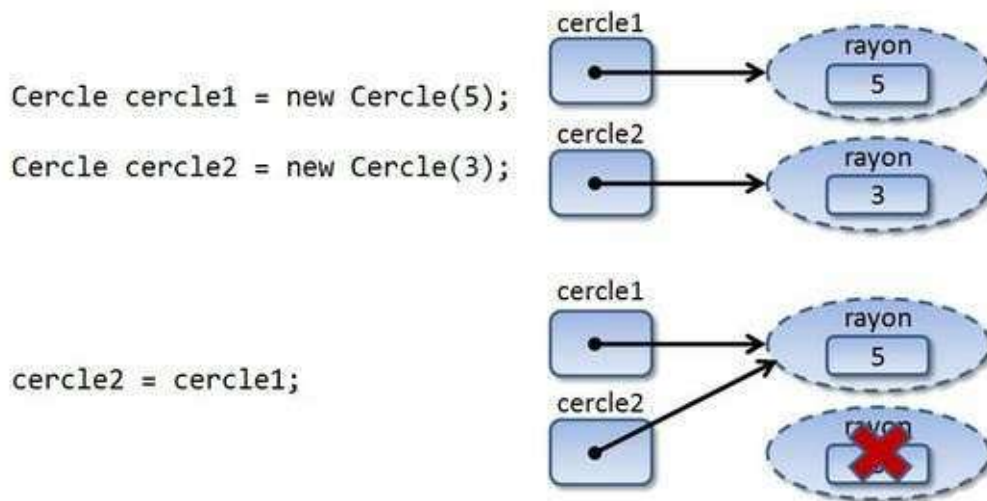 cercle1
rayon
5
Cercle cercle1 = new Cercle(5);
cercle2
rayon
3
Cercle cercle2 = new Cercle(3);
cercle1
rayon
5
cercle2 = cercle1;
cercle2
rayon